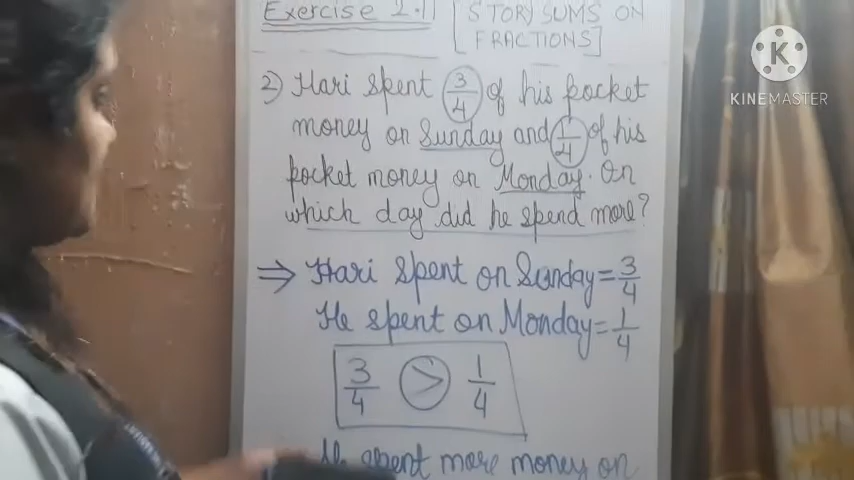 Exercise 2.1 [STORY SUMS ON FRACTIONS]
2) Hari spent 3/4 of his pocket
money on Sunday and 1/4 of his
pocket money on Monday. On
which day did he spend more?
⇒ Hari spent on Sunday = 3/4
He spent on Monday = 1/4
3/4 > 1/4
He spent more money on
KINEMASTER